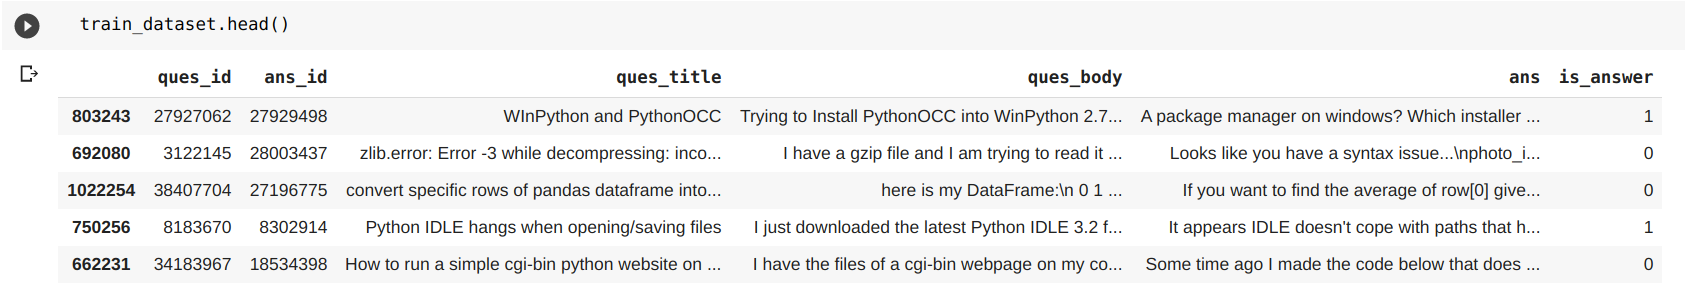 train_dataset.head()
ques_id ans_id ques_title ques_body ans is_answer
803243 27927062 27929498 WInPython and PythonOCC Trying to Install PythonOCC into WinPython 2.7... A package manager on windows? Which installer ... 1
692080 3122145 28003437 zlib.error: Error -3 while decompressing: inco... I have a gzip file and I am trying to read it ... Looks like you have a syntax issue...\nphoto_i... 0
1022254 38407704 27196775 convert specific rows of pandas dataframe into... here is my DataFrame:\n 0 1 ... If you want to find the average of row[0] give... 0
750256 8183670 8302914 Python IDLE hangs when opening/saving files I just downloaded the latest Python IDLE 3.2 f... It appears IDLE doesn't cope with paths that h... 1
662231 34183967 18534398 How to run a simple cgi-bin python website on ... I have the files of a cgi-bin webpage on my co... Some time ago I made the code below that does ... 0